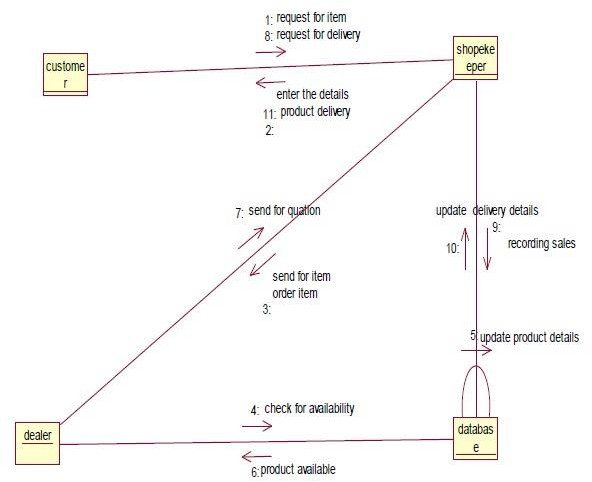 1: request for item
8: request for delivery
custome
r
shopeke
eper
enter the details
11: product delivery
2:
7: send for quation
update delivery details
9:
10:
recording sales
send for item
order item
3:
5: update product details
4: check for availability
dealer
databas
e
6: product available